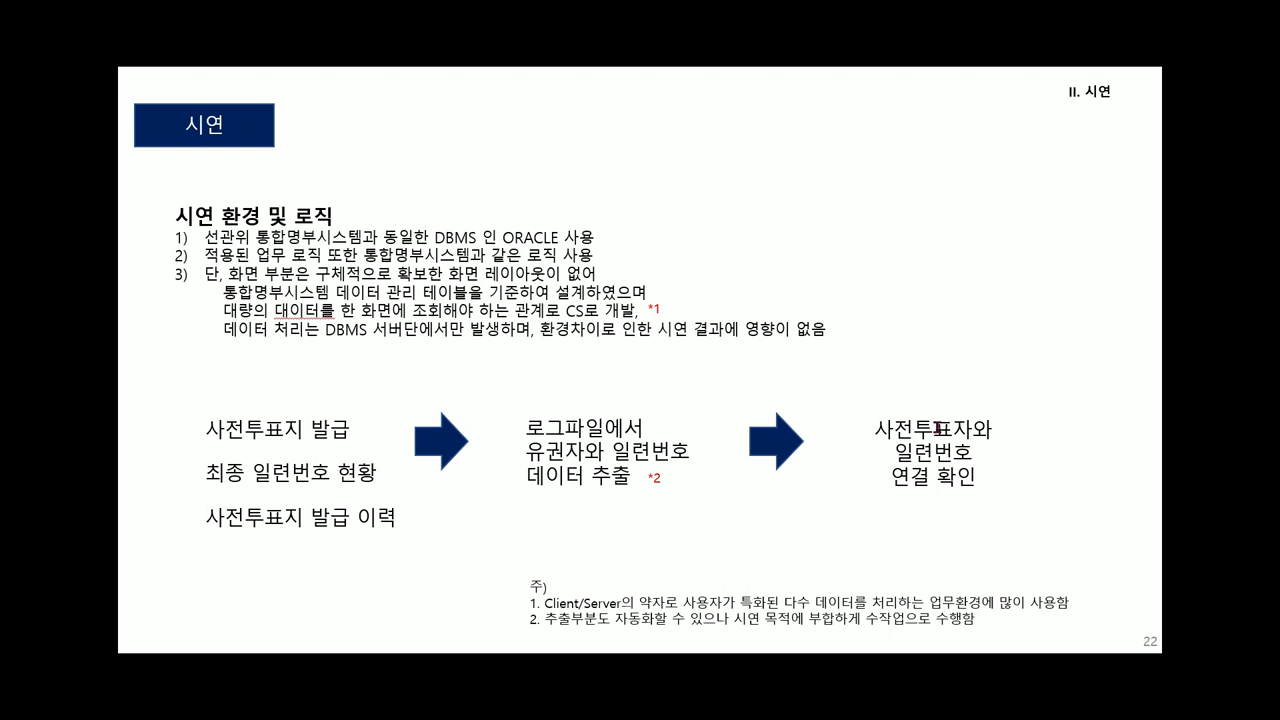 II. 시연
시연
시연 환경 및 로직
1) 선관위 통합명부시스템과 동일한 DBMS 인 ORACLE 사용
2) 적용된 업무 로직 또한 통합명부시스템과 같은 로직 사용
3) 단, 화면 부분은 구체적으로 확보한 화면 레이아웃이 없어
통합명부시스템 데이터 관리 테이블을 기준하여 설계하였으며
대량의 대이터를 한 화면에 조회해야 하는 관계로 CS로 개발, *1
데이터 처리는 DBMS 서버단에서만 발생하며, 환경차이로 인한 시연 결과에 영향이 없음
사전투표지 발급
최종 일련번호 현황
사전투표지 발급 이력
로그파일에서
유권자와 일련번호
데이터 추출 *2
사전투표자와
일련번호
연결 확인
주)
1. Client/Server의 약자로 사용자가 특화된 다수 데이터를 처리하는 업무환경에 많이 사용함
2. 추출부분도 자동화할 수 있으나 시연 목적에 부합하게 수작업으로 수행함
22